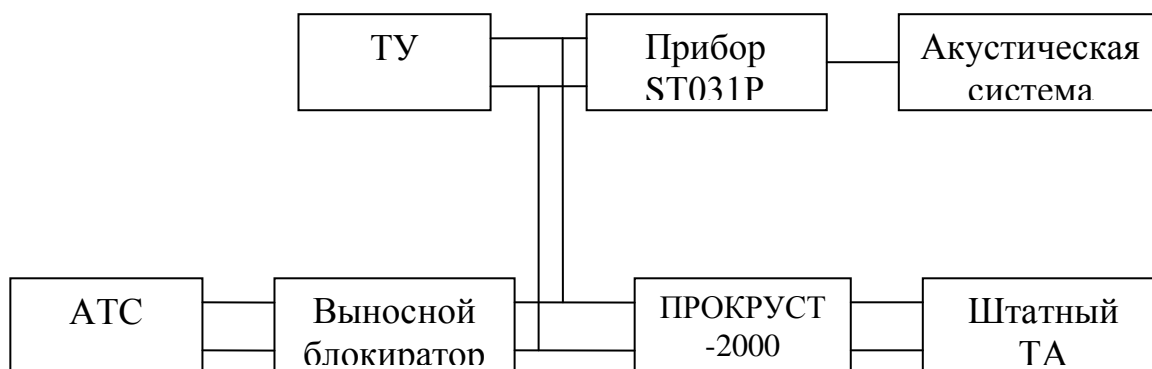 ТУ
Прибор
ST031P
Акустическая
система
АТС
Выносной
блокиратор
ПРОКРУСТ
-2000
Штатный
ТА